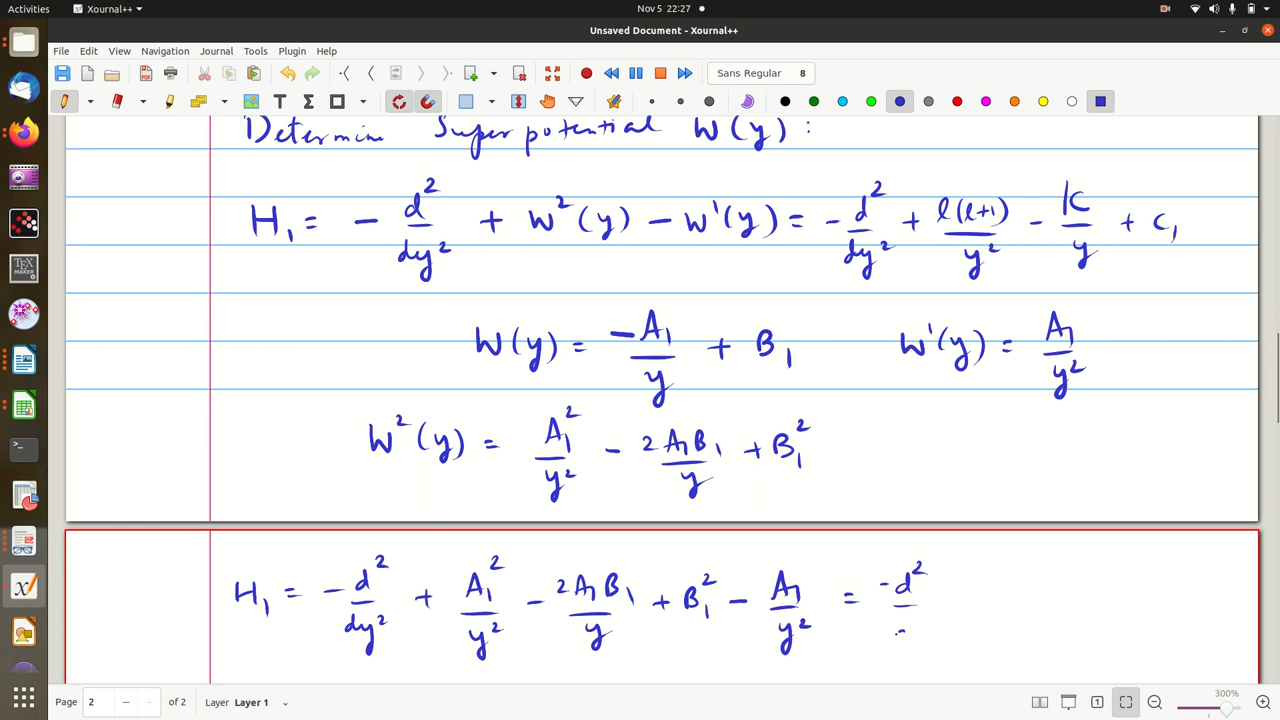 Activities Xournal++ Nov 5 22:27
Unsaved Document - Xournal++
File Edit View Navigation Journal Tools Plugin Help
Sans Regular 8
Determine Superpotential W(y) :
H₁ = - d²/dy² + W²(y) - W'(y) = - d²/dy² + l(l+1)/y² - K/y + C₁
W(y) = -A₁/y + B₁ W'(y) = A₁/y²
W²(y) = A₁²/y² - 2A₁B₁/y + B₁²
H₁ = - d²/dy² + A₁²/y² - 2A₁B₁/y + B₁² - A₁/y² = -d²
Page 2 of 2 Layer Layer 1 300%